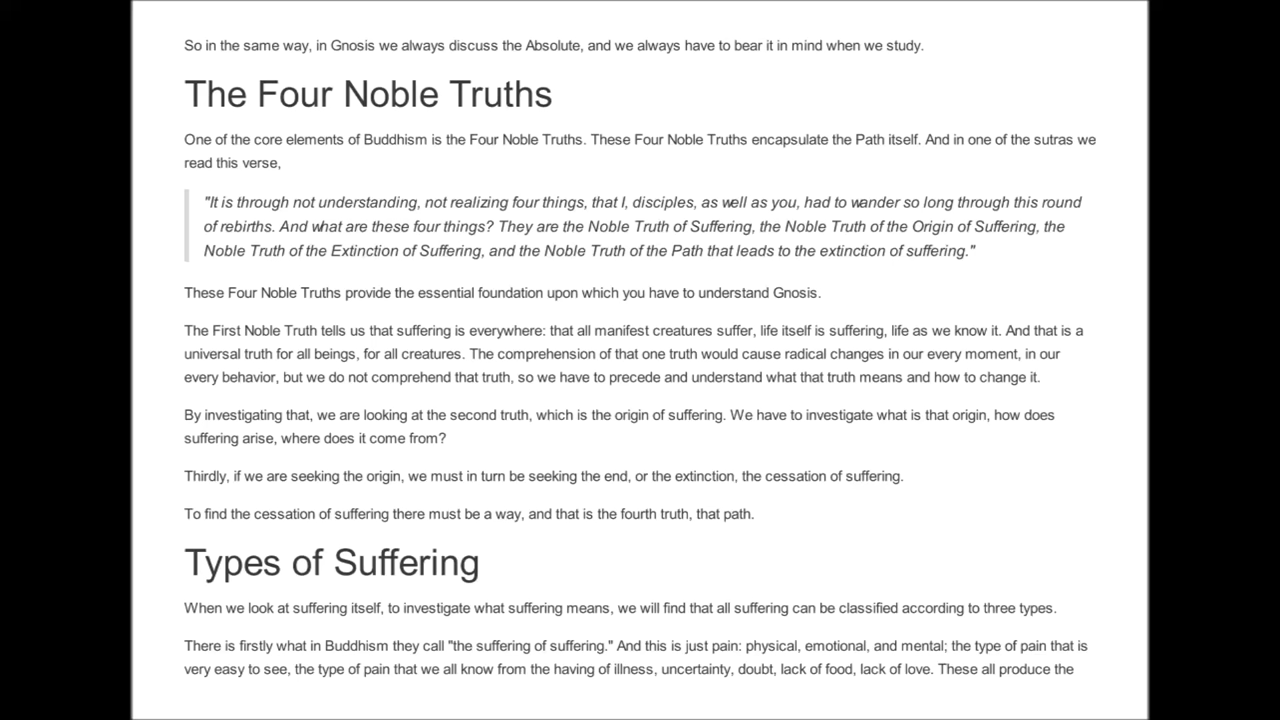 So in the same way, in Gnosis we always discuss the Absolute, and we always have to bear it in mind when we study.
The Four Noble Truths
One of the core elements of Buddhism is the Four Noble Truths. These Four Noble Truths encapsulate the Path itself. And in one of the sutras we
read this verse,
"It is through not understanding, not realizing four things, that I, disciples, as well as you, had to wander so long through this round
of rebirths. And what are these four things? They are the Noble Truth of Suffering, the Noble Truth of the Origin of Suffering, the
Noble Truth of the Extinction of Suffering, and the Noble Truth of the Path that leads to the extinction of suffering."
These Four Noble Truths provide the essential foundation upon which you have to understand Gnosis.
The First Noble Truth tells us that suffering is everywhere: that all manifest creatures suffer, life itself is suffering, life as we know it. And that is a
universal truth for all beings, for all creatures. The comprehension of that one truth would cause radical changes in our every moment, in our
every behavior, but we do not comprehend that truth, so we have to precede and understand what that truth means and how to change it.
By investigating that, we are looking at the second truth, which is the origin of suffering. We have to investigate what is that origin, how does
suffering arise, where does it come from?
Thirdly, if we are seeking the origin, we must in turn be seeking the end, or the extinction, the cessation of suffering.
To find the cessation of suffering there must be a way, and that is the fourth truth, that path.
Types of Suffering
When we look at suffering itself, to investigate what suffering means, we will find that all suffering can be classified according to three types.
There is firstly what in Buddhism they call "the suffering of suffering." And this is just pain: physical, emotional, and mental; the type of pain that is
very easy to see, the type of pain that we all know from the having of illness, uncertainty, doubt, lack of food, lack of love. These all produce the